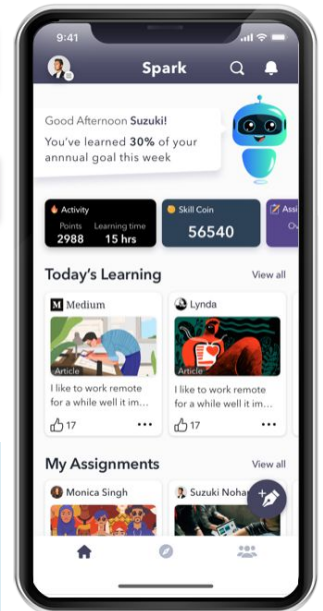 9:41
Spark
Good Afternoon Suzuki!
You've learned 30% of your
annnual goal this week
Activity
Points Learning time
2988 15 hrs
Skill Coin
56540
Assi
Ov
Today's Learning View all
Medium
Article
I like to work remote
for a while well it im...
17
Lynda
Article
I like to work remote
for a while well it im...
17
My Assignments View all
Monica Singh
Suzuki Nohar